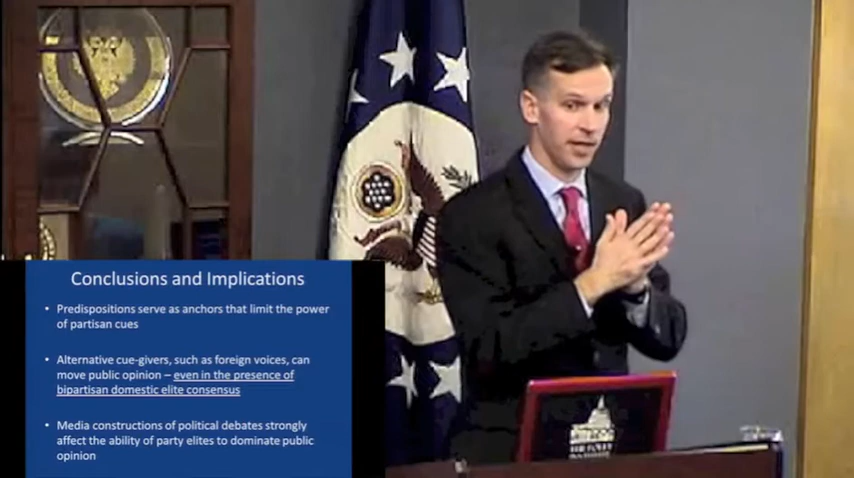 Conclusions and Implications
• Predispositions serve as anchors that limit the power
of partisan cues
• Alternative cue-givers, such as foreign voices, can
move public opinion – even in the presence of
bipartisan domestic elite consensus
• Media constructions of political debates strongly
affect the ability of party elites to dominate public
opinion